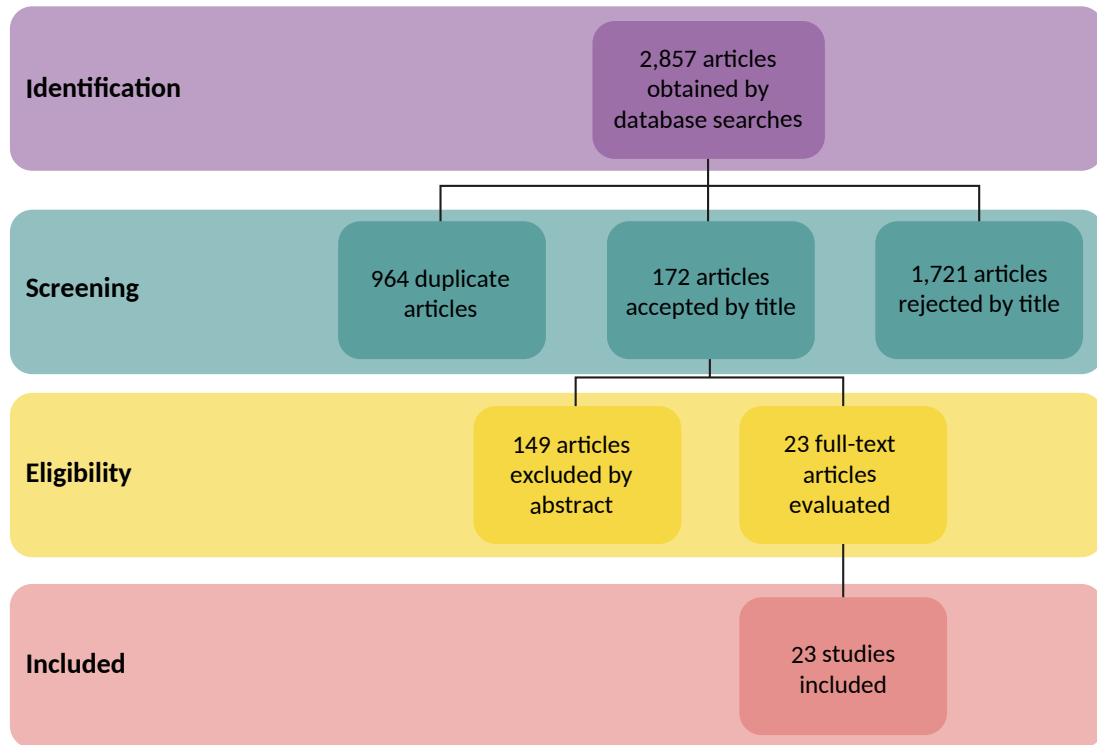 Identification
2,857 articles
obtained by
database searches
Screening
964 duplicate
articles
172 articles
accepted by title
1,721 articles
rejected by title
Eligibility
149 articles
excluded by
abstract
23 full-text
articles
evaluated
Included
23 studies
included